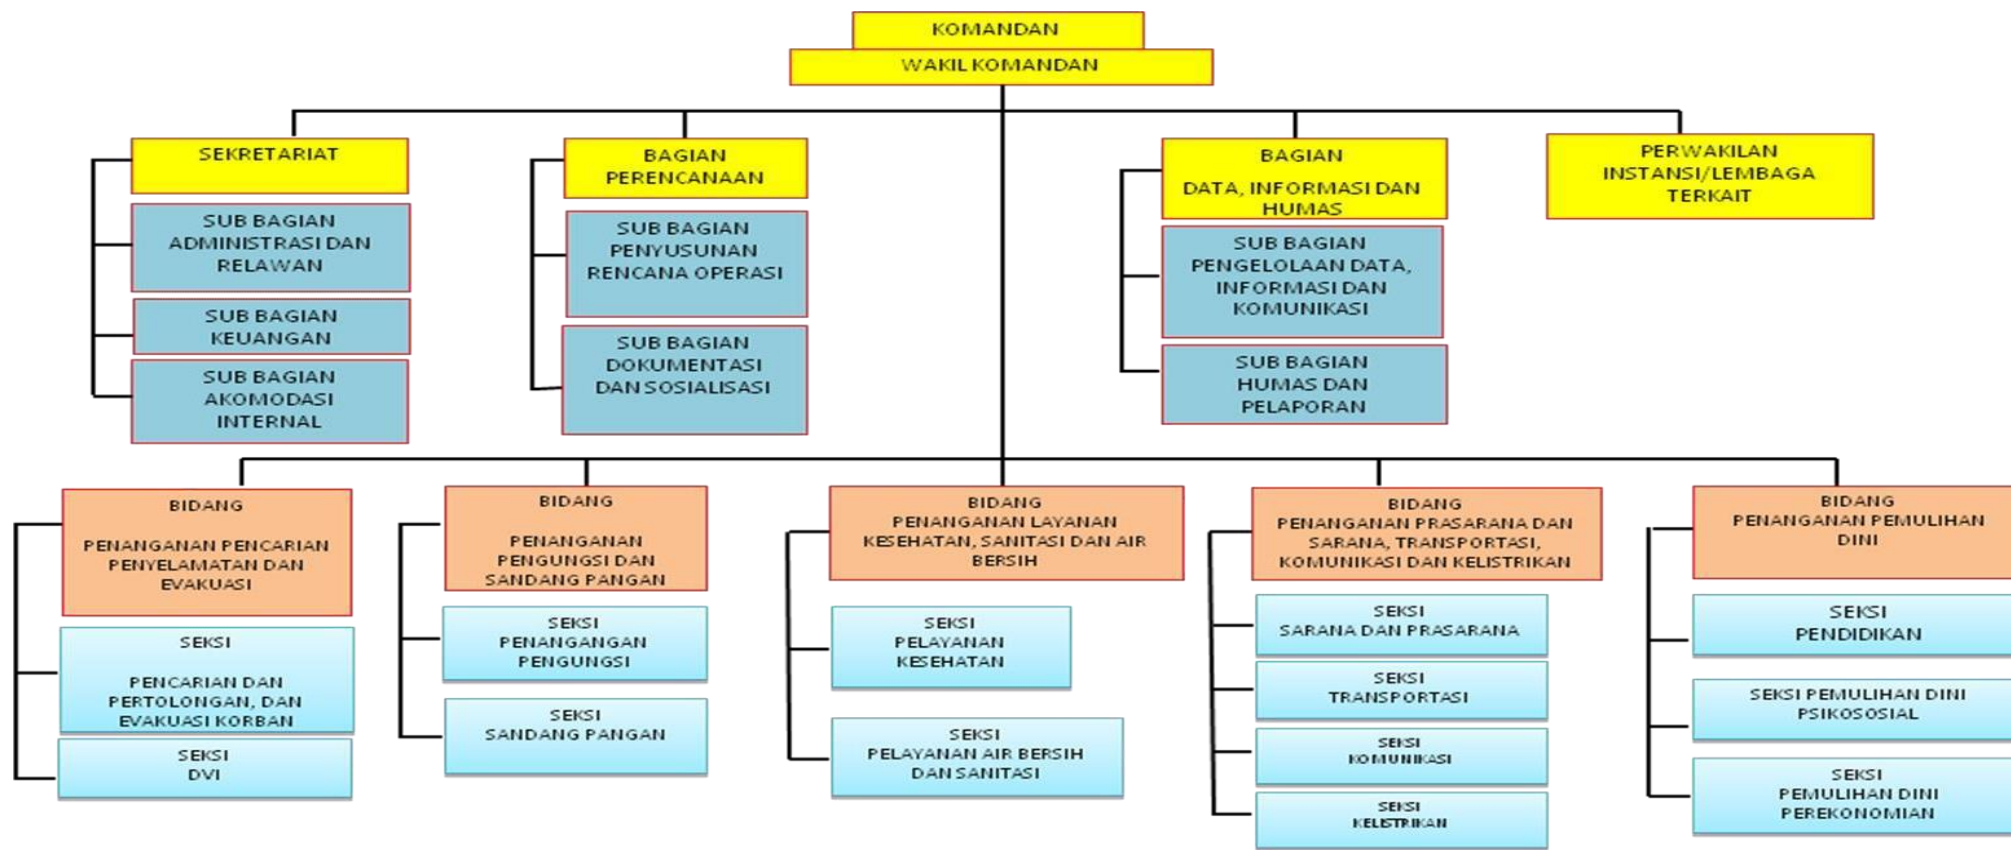 KOMANDAN
WAKIL KOMANDAN
SEKRETARIAT
SUB BAGIAN
ADMINISTRASI DAN
RELAWAN
SUB BAGIAN
KEUANGAN
SUB BAGIAN
AKOMODASI
INTERNAL
BAGIAN
PERENCANAAN
SUB BAGIAN
PENYUSUNAN
RENCANA OPERASI
SUB BAGIAN
DOKUMENTASI
DAN SOSIALISASI
BAGIAN
DATA, INFORMASI DAN
HUMAS
SUB BAGIAN
PENGELOLAAN DATA,
INFORMASI DAN
KOMUNIKASI
SUB BAGIAN
HUMAS DAN
PELAPORAN
PERWAKILAN
INSTANSI/LEMBAGA
TERKAIT
BIDANG
PENANGANAN PENCARIAN
PENYELAMATAN DAN
EVAKUASI
SEKSI
PENCARIAN DAN
PERTOLONGAN, DAN
EVAKUASI KORBAN
SEKSI
DVI
BIDANG
PENANGANAN
PENGUNGSI DAN
SANDANG PANGAN
SEKSI
PENANGANGAN
PENGUNGSI
SEKSI
SANDANG PANGAN
BIDANG
PENANGANAN LAYANAN
KESEHATAN, SANITASI DAN AIR
BERSIH
SEKSI
PELAYANAN
KESEHATAN
SEKSI
PELAYANAN AIR BERSIH
DAN SANITASI
BIDANG
PENANGANAN PRASARANA DAN
SARANA, TRANSPORTASI,
KOMUNIKASI DAN KELISTRIKAN
SEKSI
SARANA DAN PRASARANA
SEKSI
TRANSPORTASI
SEKSI
KOMUNIKASI
SEKSI
KELISTRIKAN
BIDANG
PENANGANAN PEMULIHAN
DINI
SEKSI
PENDIDIKAN
SEKSI PEMULIHAN DINI
PSIKOSOSIAL
SEKSI
PEMULIHAN DINI
PEREKONOMIAN